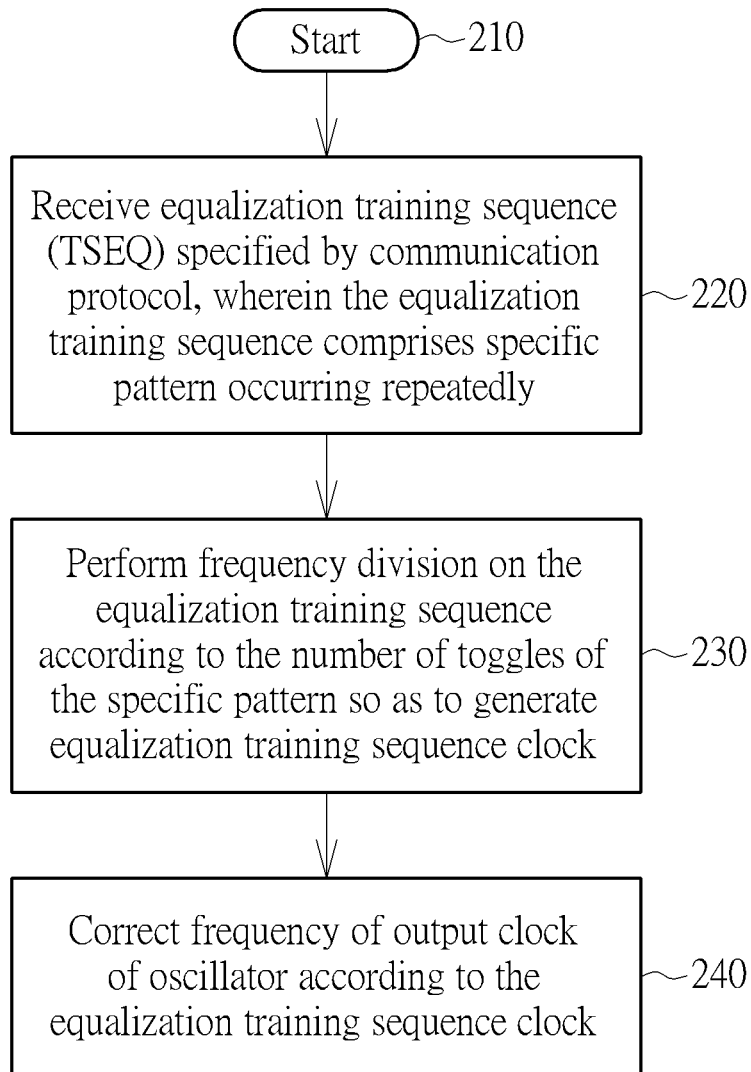 Start
210
Receive equalization training sequence
(TSEQ) specified by communication
protocol, wherein the equalization
training sequence comprises specific
pattern occurring repeatedly
220
Perform frequency division on the
equalization training sequence
according to the number of toggles of
the specific pattern so as to generate
equalization training sequence clock
230
Correct frequency of output clock
of oscillator according to the
equalization training sequence clock
240